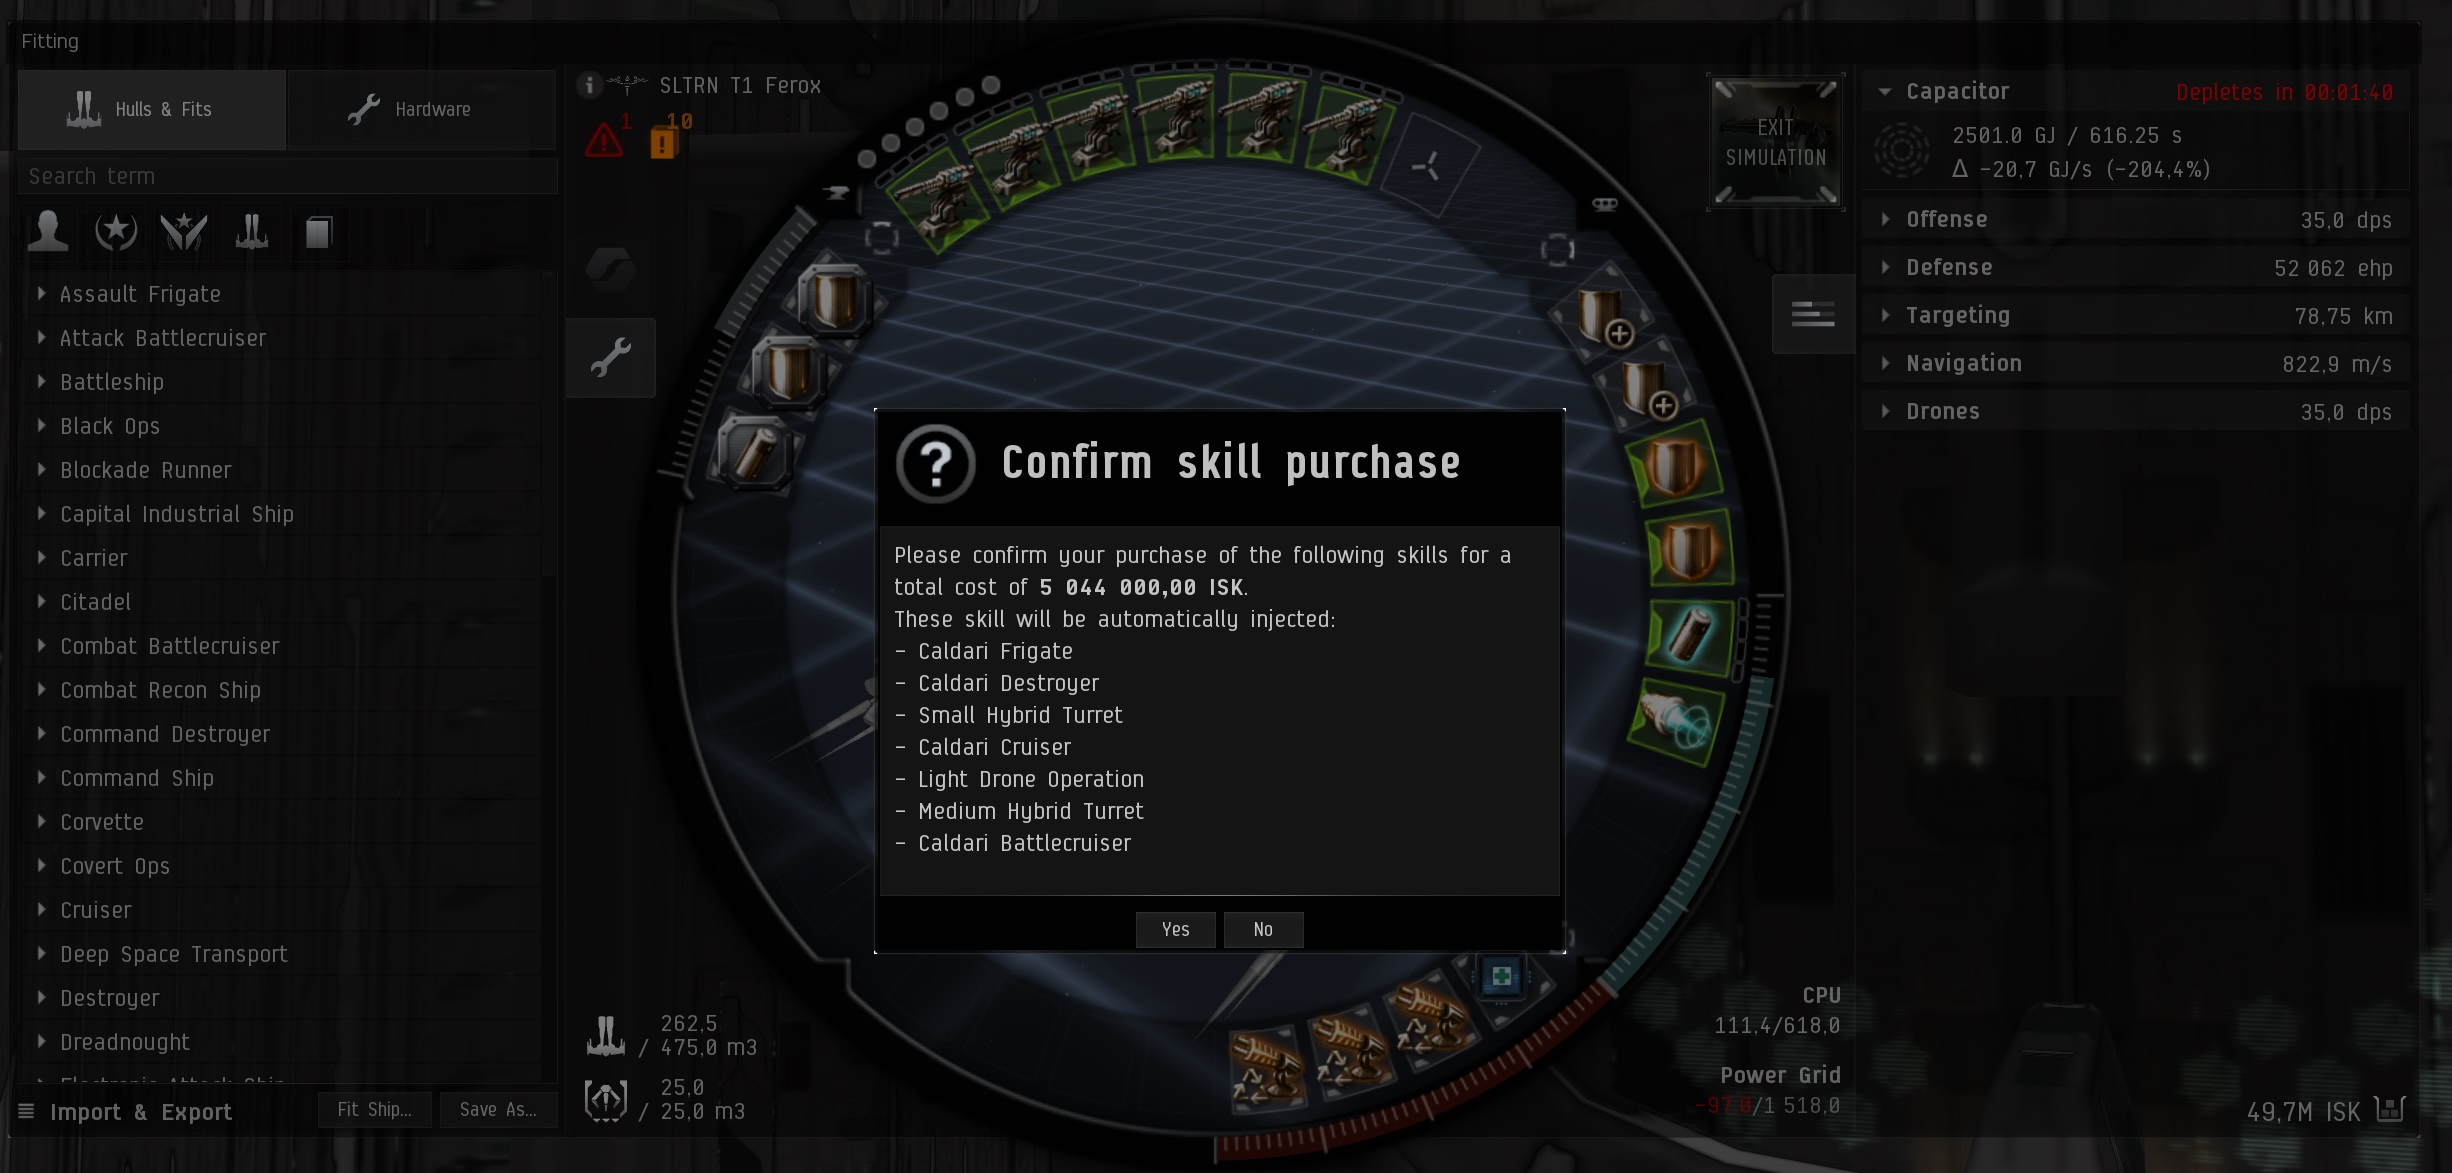 Fitting
Hulls & Fits
Hardware
Search term
Assault Frigate
Attack Battlecruiser
Battleship
Black Ops
Blockade Runner
Capital Industrial Ship
Carrier
Citadel
Combat Battlecruiser
Combat Recon Ship
Command Destroyer
Command Ship
Corvette
Covert Ops
Cruiser
Deep Space Transport
Destroyer
Dreadnought
Electronic Attack Ship
Import & Export
Fit Ship...
Save As...
SLTRN T1 Ferox
1
10
EXIT
SIMULATION
Confirm skill purchase
Please confirm your purchase of the following skills for a
total cost of 5 044 000,00 ISK.
These skill will be automatically injected:
- Caldari Frigate
- Caldari Destroyer
- Small Hybrid Turret
- Caldari Cruiser
- Light Drone Operation
- Medium Hybrid Turret
- Caldari Battlecruiser
Yes
No
262,5
/ 475,0 m3
25,0
/ 25,0 m3
CPU
111,4/618,0
Power Grid
-97,0/1 518,0
Capacitor
Depletes in 00:01:40
2501.0 GJ / 616.25 s
Δ -20,7 GJ/s (-204,4%)
Offense
35,0 dps
Defense
52 062 ehp
Targeting
78,75 km
Navigation
822,9 m/s
Drones
35,0 dps
49,7M ISK